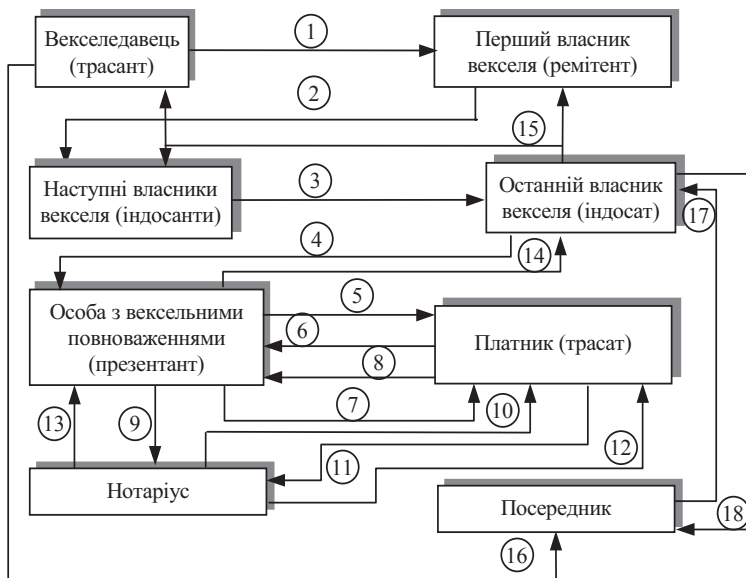 Векселедавець
(трасант)
1
Перший власник
векселя (ремітент)
2
15
Наступні власники
векселя (індосанти)
3
Останній власник
векселя (індосат)
17
4
14
Особа з вексельними
повноваженнями
(презентант)
5
6
8
7
Платник (трасат)
13
9
10
11
12
Нотаріус
Посередник
18
16